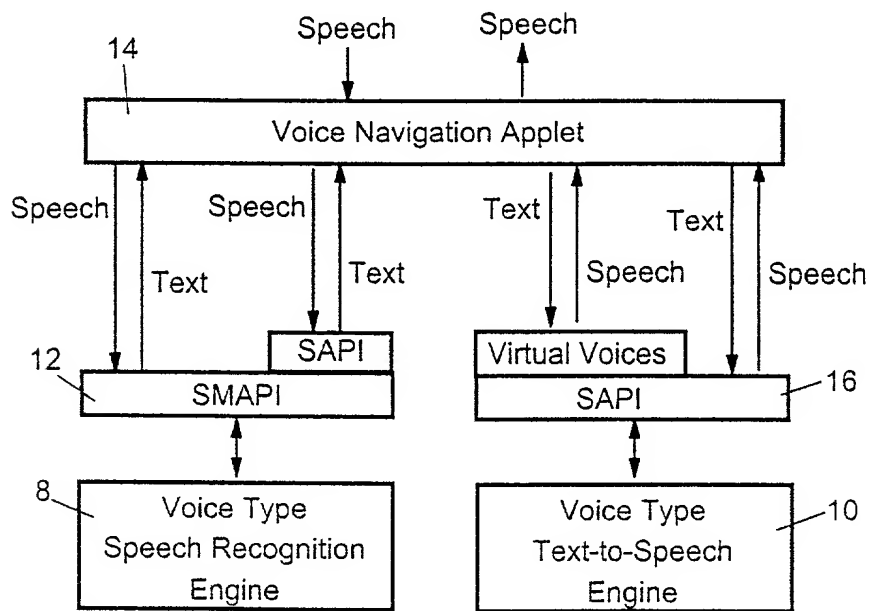 Speech Speech
14
Voice Navigation Applet
Speech Speech Text Text
Text Text Speech Speech
SAPI Virtual Voices
12 SMAPI SAPI 16
8 Voice Type Voice Type 10
Speech Recognition Text-to-Speech
Engine Engine